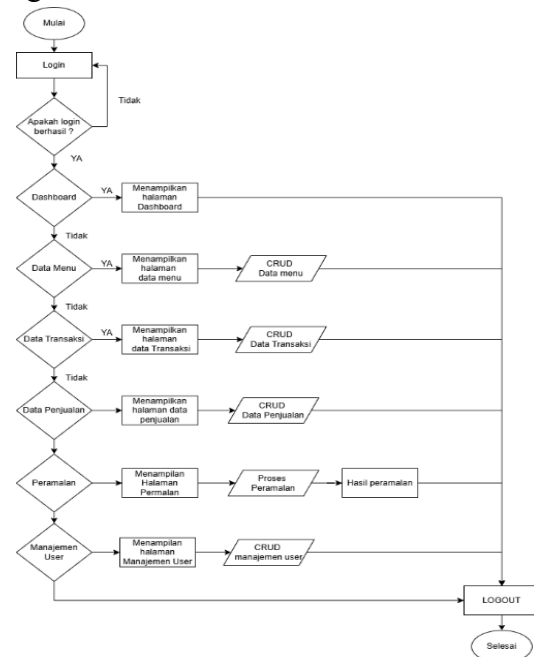 Mulai
Login
Tidak
Apakah login
berhasil ?
YA
Dashboard
YA
Menampilkan
halaman
Dashboard
Tidak
Data Menu
YA
Menampilkan
halaman
data menu
CRUD
Data menu
Tidak
Data Transaksi
YA
Menampilkan
halaman
data Transaksi
CRUD
Data Transaksi
Tidak
Data Penjualan
Menampilkan
halaman data
penjualan
CRUD
Data Penjualan
Peramalan
Menampilan
Halaman
Permalan
Proses
Peramalan
Hasil peramalan
Manajemen
User
Menampilan
halaman
Manajemen User
CRUD
manajemen user
LOGOUT
Selesai